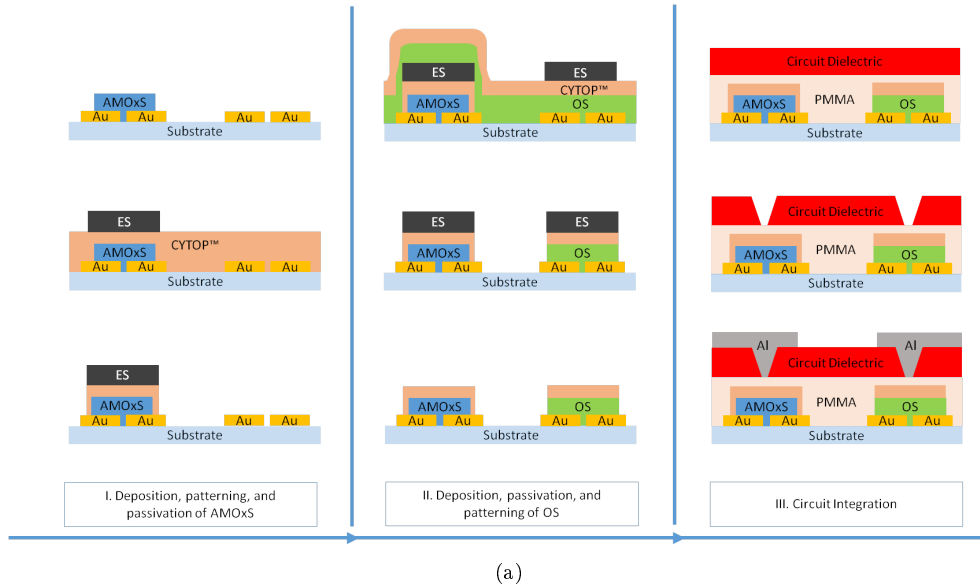 AMOxS
Au Au Au Au
Substrate
ES
CYTOP™
AMOxS
Au Au Au Au
Substrate
ES
AMOxS
Au Au Au Au
Substrate
I. Deposition, patterning, and
passivation of AMOxS
ES ES
CYTOP™
AMOxS OS
Au Au Au Au
Substrate
ES ES
AMOxS OS
Au Au Au Au
Substrate
AMOxS OS
Au Au Au Au
Substrate
II. Deposition, passivation, and
patterning of OS
Circuit Dielectric
PMMA
AMOxS OS
Au Au Au Au
Substrate
Circuit Dielectric
PMMA
AMOxS OS
Au Au Au Au
Substrate
Al Al
Circuit Dielectric
PMMA
AMOxS OS
Au Au Au Au
Substrate
III. Circuit Integration
(a)